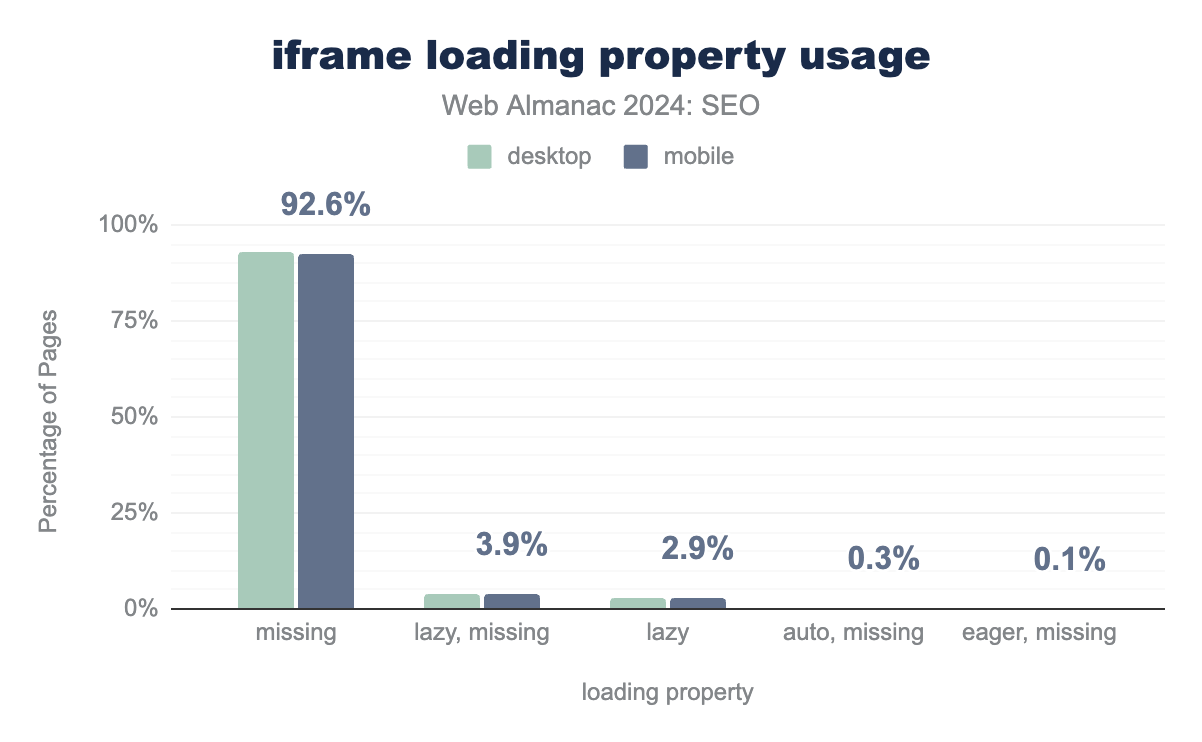 iframe loading property usage
Web Almanac 2024: SEO
desktop mobile
Percentage of Pages
100%
75%
50%
25%
0%
92.6%
3.9%
2.9%
0.3%
0.1%
missing
lazy, missing
lazy
auto, missing
eager, missing
loading property